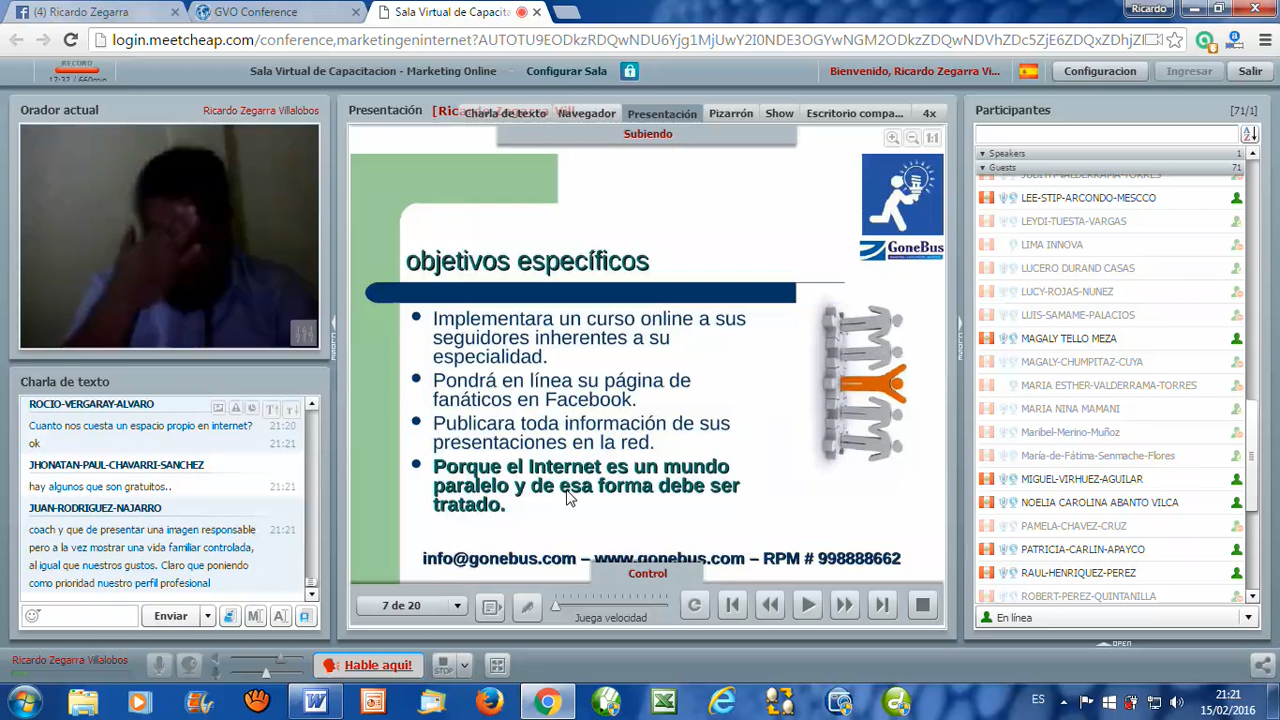 (4) Ricardo Zegarra
GVO Conference
Sala Virtual de Capacita
Ricardo
login.meetcheap.com/conference,marketingeninternet?
RECORD
17:32 / 660min
Sala Virtual de Capacitacion - Marketing Online
Configurar Sala
Bienvenido, Ricardo Zegarra Vi...
Configuracion
Ingresar
Salir
Orador actual
Ricardo Zegarra Villalobos
Presentación
Charla de texto
Navegador
Presentación
Pizarrón
Show
Escritorio compa...
4x
Subiendo
1:1
GoneBus
objetivos específicos
Implementara un curso online a sus
seguidores inherentes a su
especialidad.
Pondrá en línea su página de
fanáticos en Facebook.
Publicara toda información de sus
presentaciones en la red.
Porque el Internet es un mundo
paralelo y de esa forma debe ser
tratado.
info@gonebus.com – www.gonebus.com – RPM # 998888662
Control
7 de 20
Juega velocidad
Charla de texto
ROCIO-VERGARAY-ALVARO
Cuanto nos cuesta un espacio propio en internet? 21:20
ok 21:21
JHONATAN-PAUL-CHAVARRI-SANCHEZ
hay algunos que son gratuitos.. 21:21
JUAN-RODRIGUEZ-NAJARRO
coach y que de presentar una imagen responsable 21:21
pero a la vez mostrar una vida familiar controlada,
al igual que nuestros gustos. Claro que poniendo
como prioridad nuestro perfil profesional
Enviar
Participantes
[71/1]
Speakers 1
Guests 71
JUDITH-VALDERRAMA-TORRES
LEE-STIP-ARCONDO-MESCCO
LEYDI-TUESTA-VARGAS
LIMA INNOVA
LUCERO DURAND CASAS
LUCY-ROJAS-NUNEZ
LUIS-SAMAME-PALACIOS
MAGALY TELLO MEZA
MAGALY-CHUMPITAZ-CUYA
MARIA ESTHER-VALDERRAMA-TORRES
MARIA NINA MAMANI
Maribel-Merino-Muñoz
María-de-Fátima-Senmache-Flores
MIGUEL-VIRHUEZ-AGUILAR
NOELIA CAROLINA ABANTO VILCA
PAMELA-CHAVEZ-CRUZ
PATRICIA-CARLIN-APAYCO
RAUL-HENRIQUEZ-PEREZ
ROBERT-PEREZ-QUINTANILLA
En línea
OPEN
Ricardo Zegarra Villalobos
Hable aqui!
STOP
ES
21:21
15/02/2016